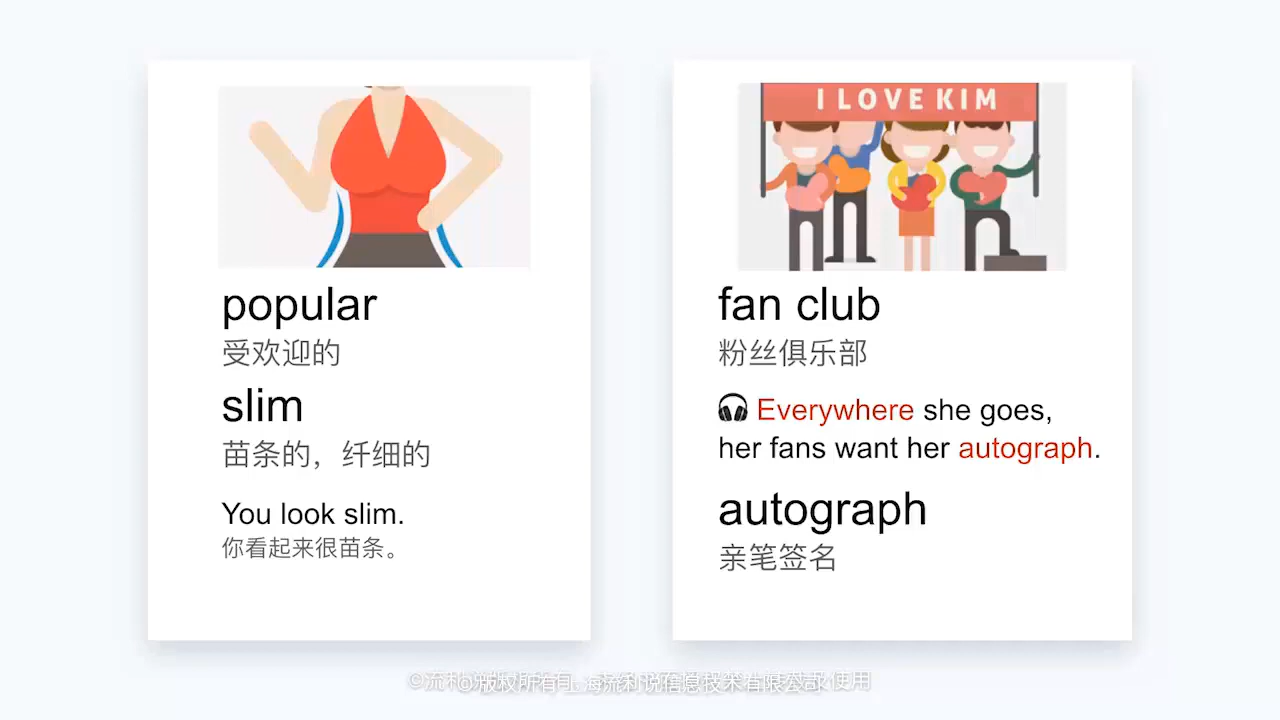 popular
受欢迎的
slim
苗条的，纤细的
You look slim.
你看起来很苗条。
I LOVE KIM
fan club
粉丝俱乐部
Everywhere she goes,
her fans want her autograph.
autograph
亲笔签名